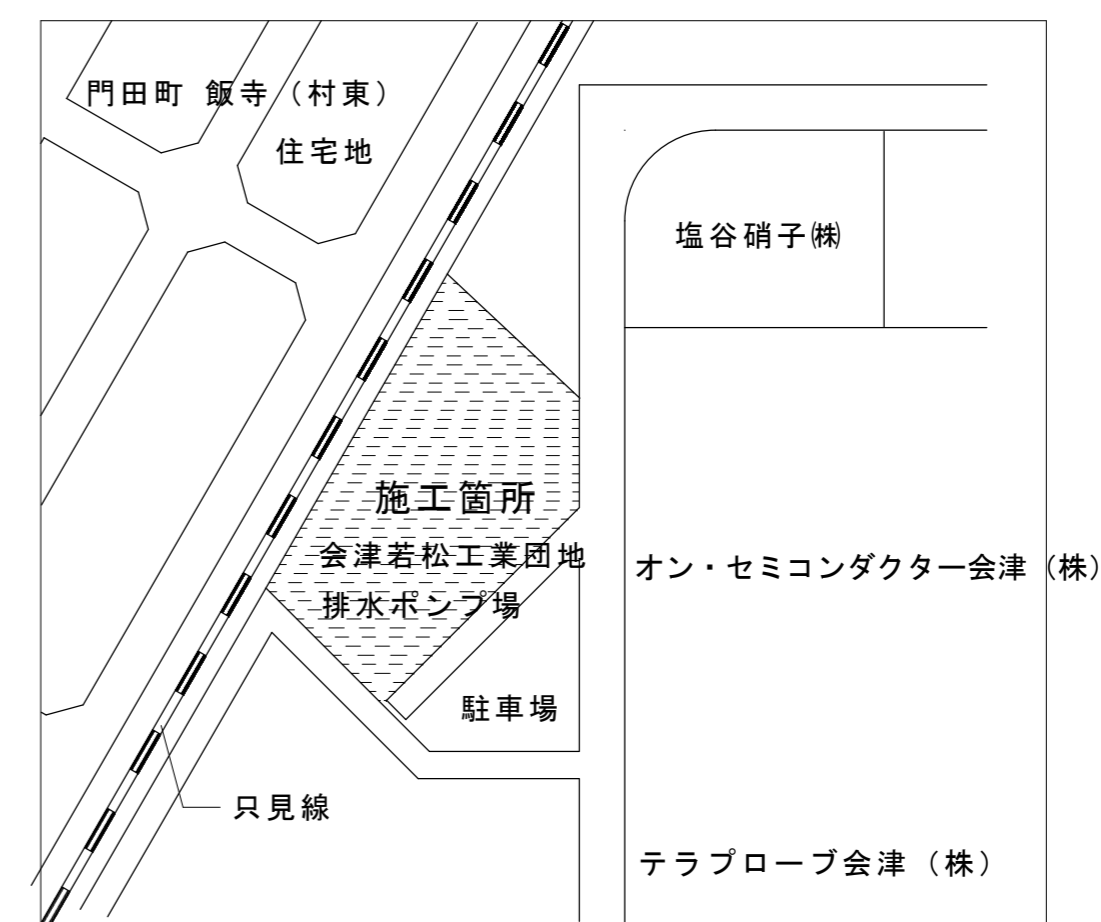 門田町 飯寺（村東）
住宅地
塩谷硝子㈱
施工箇所
会津若松工業団地
排水ポンプ場
オン・セミコンダクター会津（株）
駐車場
只見線
テラプローブ会津（株）